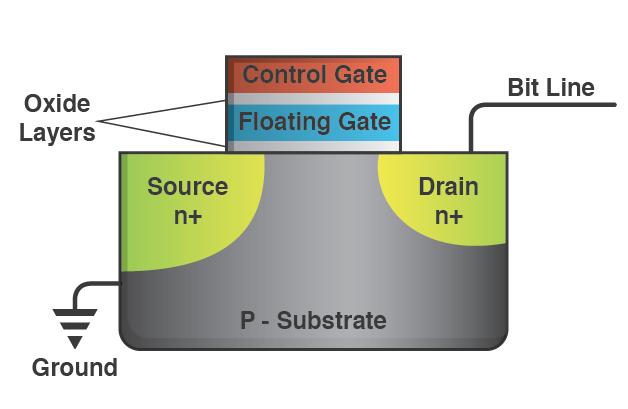 Control Gate
Oxide
Layers
Floating Gate
Bit Line
Source
n+
Drain
n+
P - Substrate
Ground